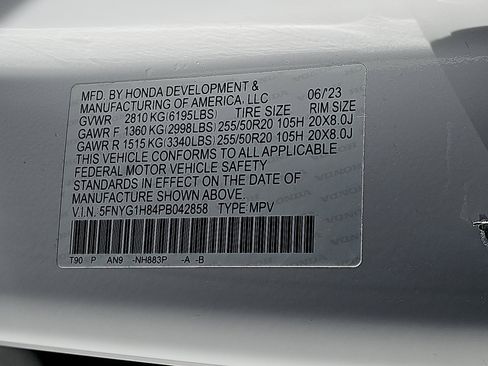 MFD. BY HONDA DEVELOPMENT & 06/'23
MANUFACTURING OF AMERICA, LLC
GVWR 2810 KG(6195LBS) TIRE SIZE RIM SIZE
GAWR F 1360 KG(2998LBS) 255/50R20 105H 20X8.0J
GAWR R 1515 KG(3340LBS) 255/50R20 105H 20X8.0J
THIS VEHICLE CONFORMS TO ALL APPLICABLE
FEDERAL MOTOR VEHICLE SAFETY
STANDARDS IN EFFECT ON THE DATE OF
MANUFACTURE SHOWN ABOVE.
V.I.N. 5FNYG1H84PB042858 TYPE MPV
T90 P AN9 -NH883P -A -B